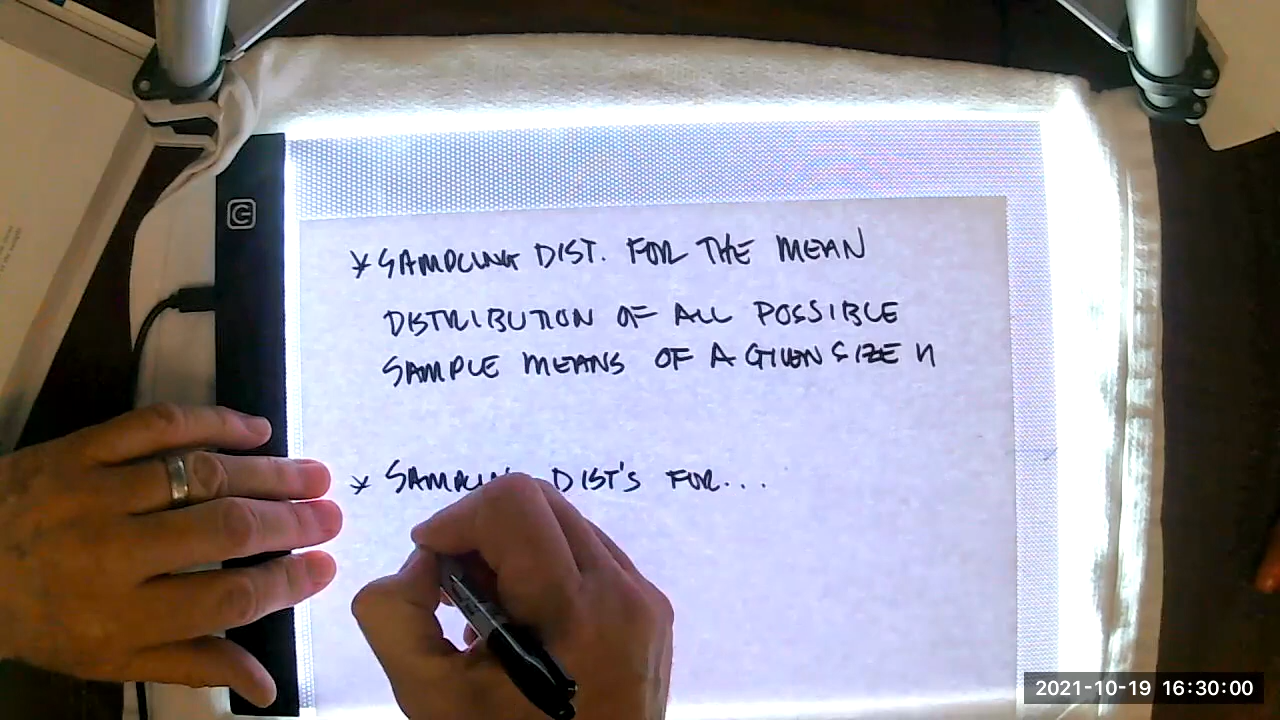 * SAMPLING DIST. FOR THE MEAN
DISTRIBUTION OF ALL POSSIBLE
SAMPLE MEANS OF A GIVEN SIZE n
* SAMPLING DIST'S FOR...
2021-10-19 16:30:00